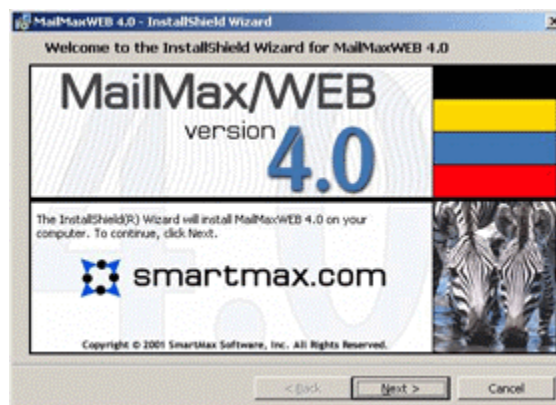 MailMaxWEB 4.0 - InstallShield Wizard
Welcome to the InstallShield Wizard for MailMaxWEB 4.0
MailMax/WEB
version 4.0
The InstallShield(R) Wizard will install MailMaxWEB 4.0 on your
computer. To continue, click Next.
smartmax.com
Copyright © 2001 SmartMax Software, Inc. All Rights Reserved.
< Back
Next >
Cancel